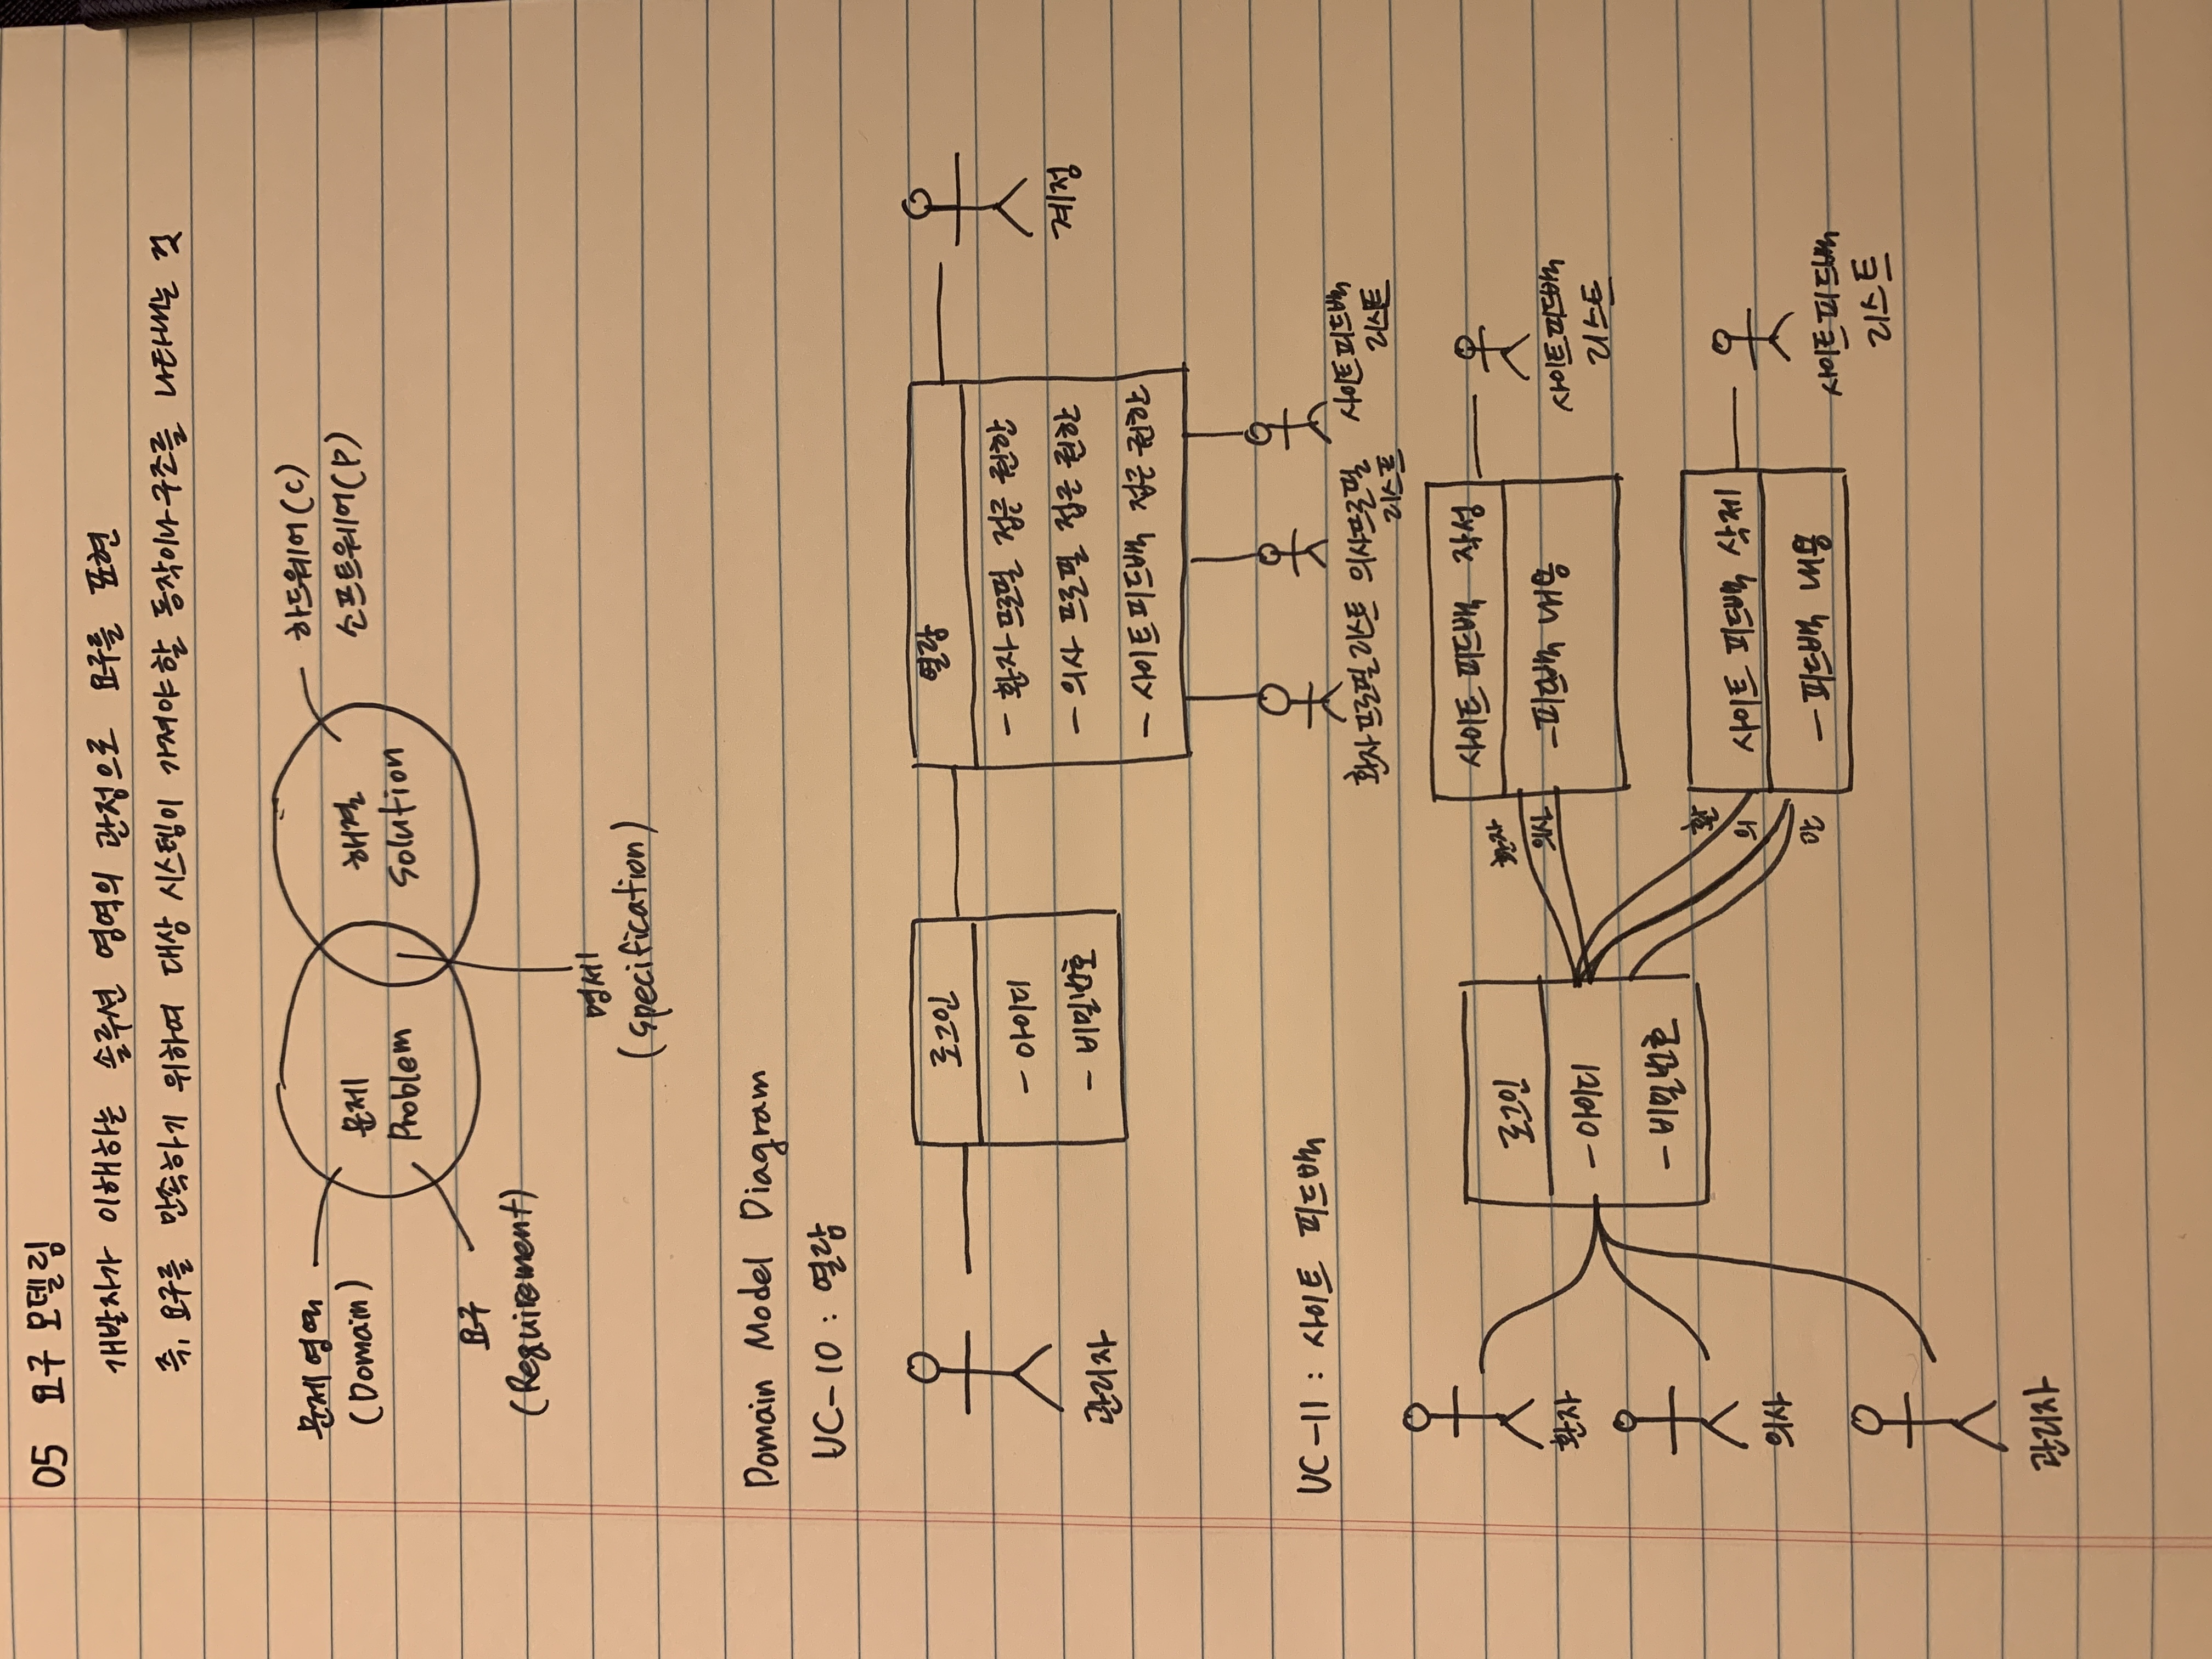 05 요구 모델링
개발자가 이해하는 솔루션 영역의 관점으로 요구를 표현
즉, 요구를 만족하기 위하여 대상 시스템이 가져야 할 동작이나 구조를 나타내는 것
문제 영역
(Domain)
문제
Problem
해결
Solution
하드웨어(C)
소프트웨어(P)
요구
(Requirement)
명세
(Specification)
Domain Model Diagram
UC-10 : 열람
관리자
로그인
- 아이디
- 비밀번호
열람
- 환자 프로필 접근 권한
- 의사 프로필 접근 권한
- 사이트 피드백 접근 권한
계정
환자 프로필 리스트
의사 프로필
리스트
사이트 피드백
리스트
UC-11 : 사이트 피드백
환자
의사
관리자
로그인
- 아이디
- 비밀번호
환자
의사
사이트 피드백 작성
- 피드백 내용
사이트 피드백
리스트
환
의
관
사이트 피드백 삭제
- 피드백 내용
사이트 피드백
리스트